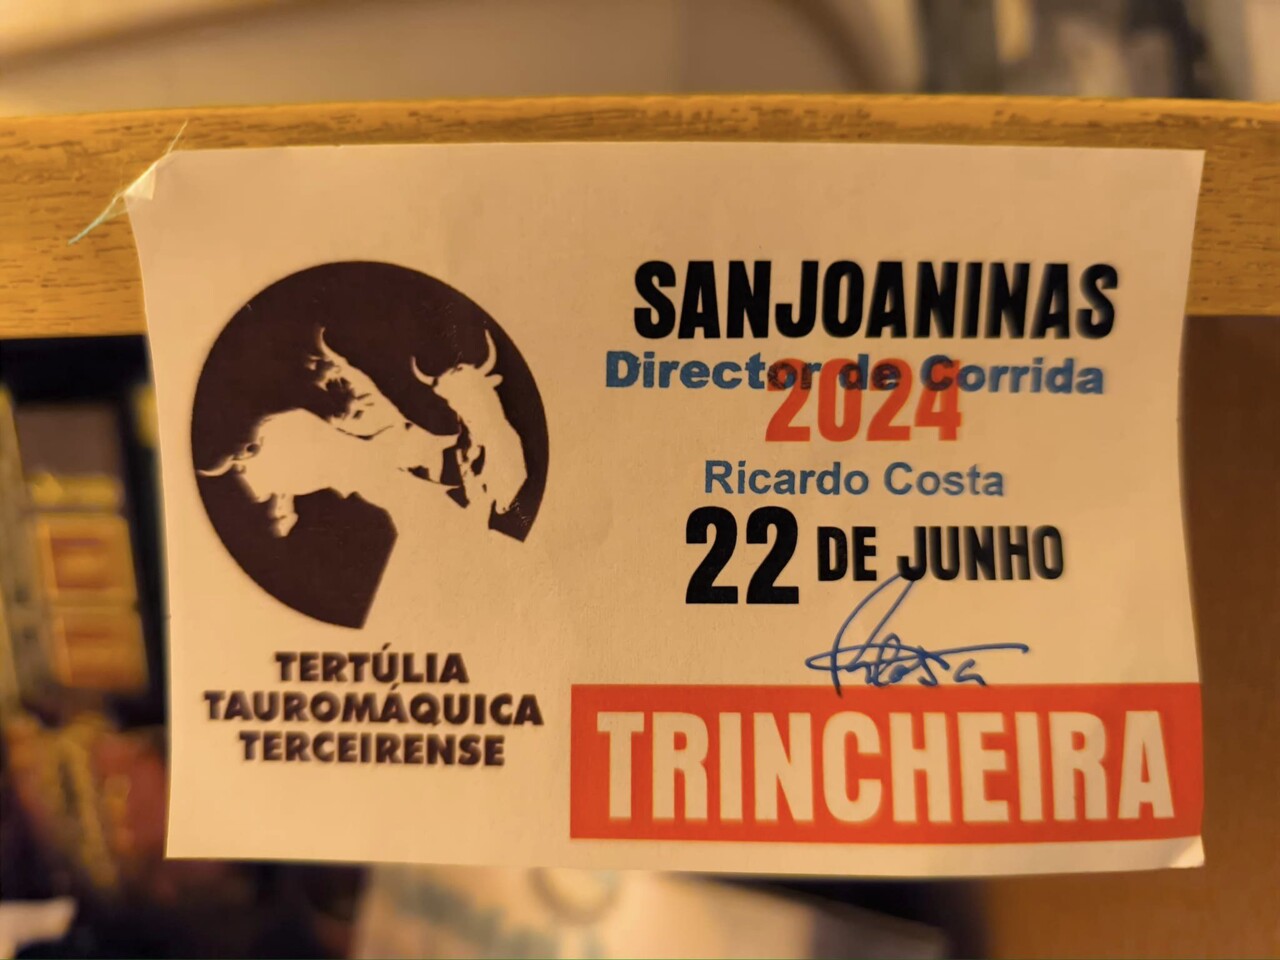 SANJOANINAS
Director de Corrida
2024
Ricardo Costa
22 DE JUNHO
TERTÚLIA
TAUROMÁQUICA
TERCEIRENSE
TRINCHEIRA